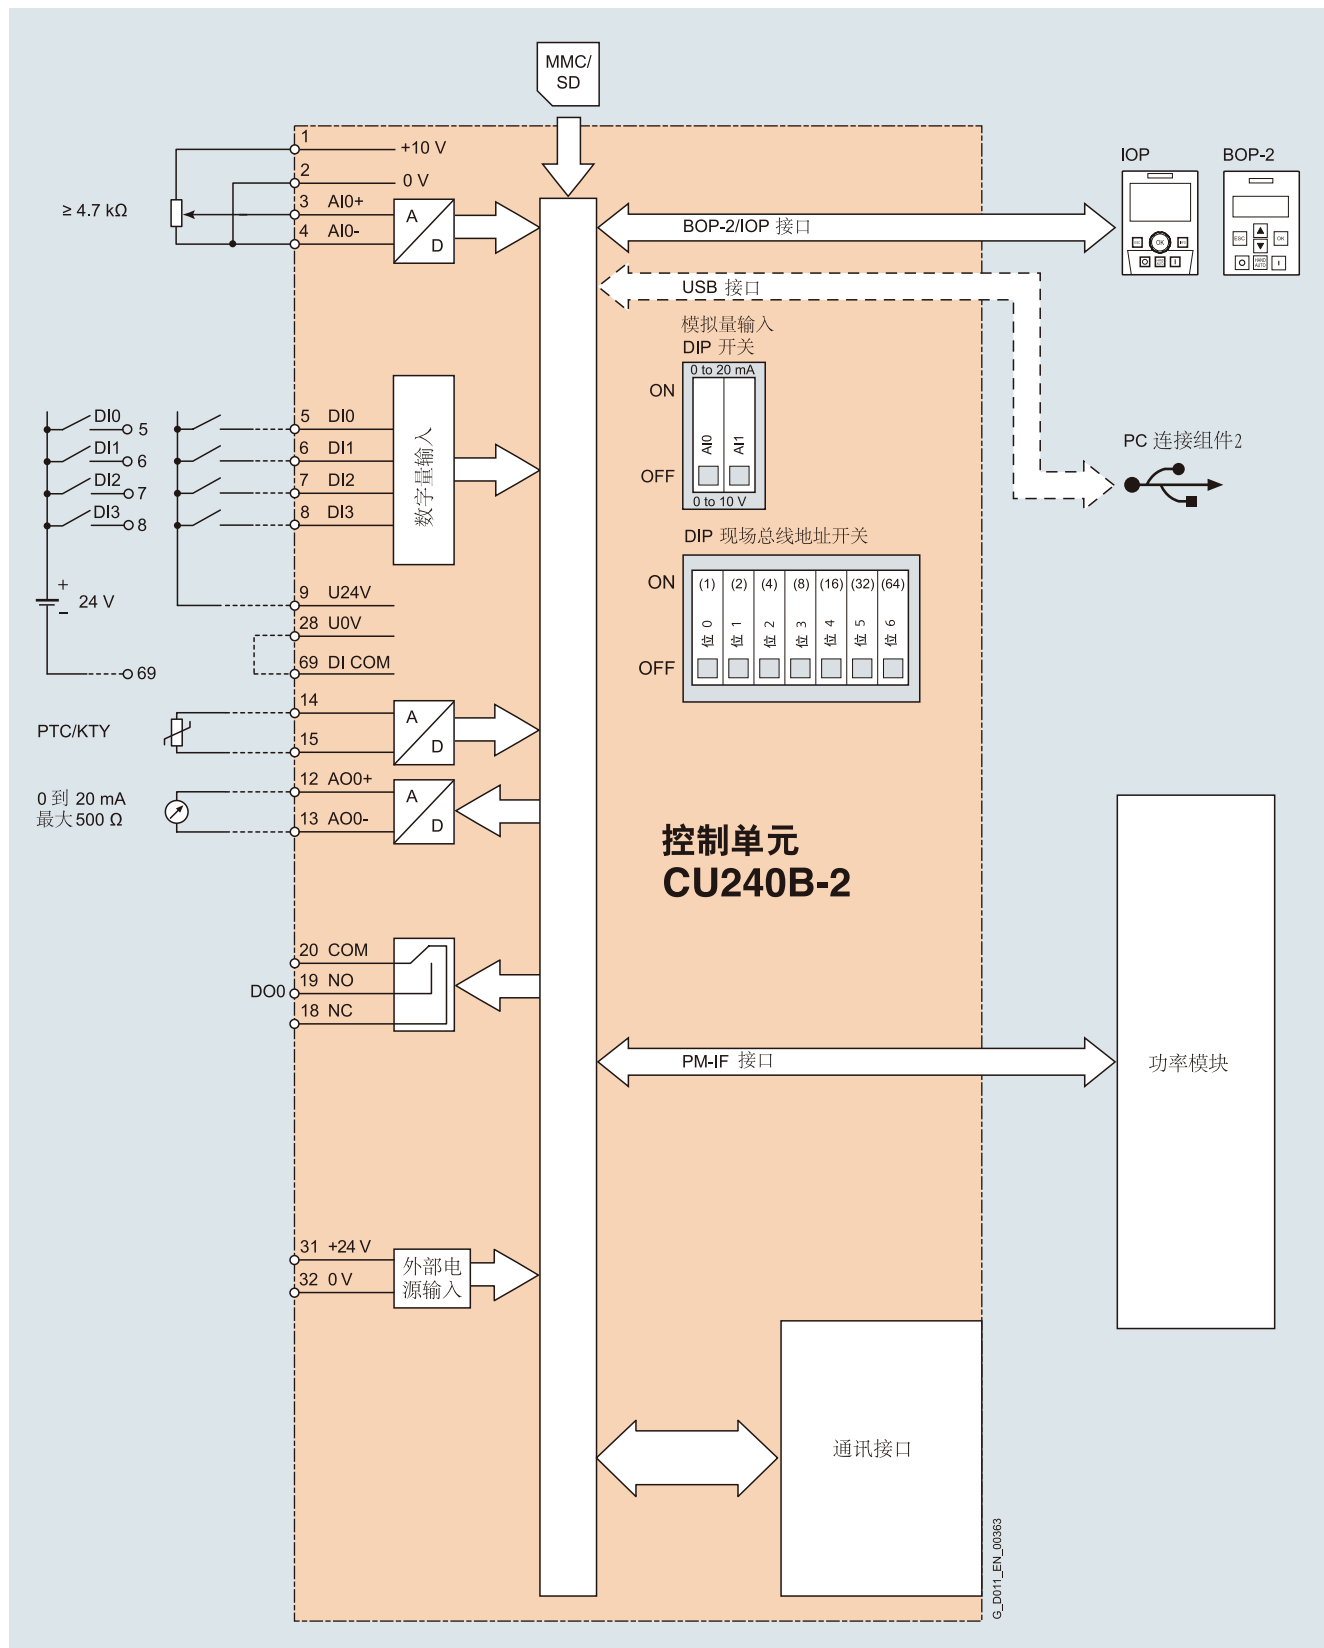 MMC/
SD
1
+10 V
2
0 V
≥ 4.7 kΩ
3 AI0+
4 AI0-
A
D
IOP
BOP-2
BOP-2/IOP 接口
ESC
OK
HAND
AUTO
USB 接口
模拟量输入
DIP 开关
0 to 20 mA
ON
AI0
AI1
OFF
0 to 10 V
PC 连接组件2
DI0
5
DI1
6
DI2
7
DI3
8
5 DI0
6 DI1
7 DI2
8 DI3
数字量输入
DIP 现场总线地址开关
ON
(1) (2) (4) (8) (16) (32) (64)
位 0
位 1
位 2
位 3
位 4
位 5
位 6
OFF
+
24 V
−
69
9 U24V
28 U0V
69 DI COM
PTC/KTY
14
15
A
D
0 到 20 mA
最大 500 Ω
12 AO0+
13 AO0-
A
D
控制单元
CU240B-2
DO0
20 COM
19 NO
18 NC
PM-IF 接口
功率模块
31 +24 V
32 0 V
外部电
源输入
通讯接口
G_D011_EN_00363